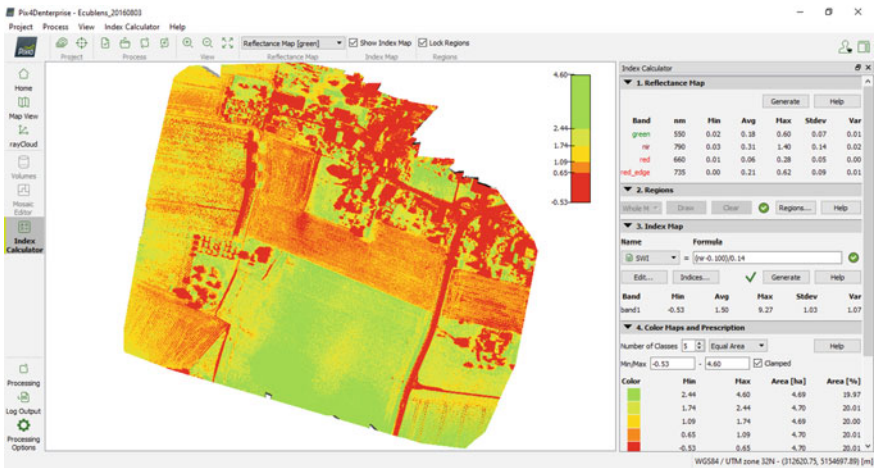 Pix4Denterprise - Ecublens_20160803
Project Process View Index Calculator Help
Reflectance Map [green] Show Index Map Lock Regions
Project Process View Reflectance Map Index Map Regions
Home
Map View
rayCloud
Volumes
Mosaic
Editor
Index
Calculator
Processing
Log Output
Processing
Options
4.60
2.44
1.74
1.09
0.65
-0.53
Index Calculator
1. Reflectance Map
Generate Help
Band nm Min Avg Max Stdev Var
green 550 0.02 0.18 0.60 0.07 0.01
nir 790 0.03 0.31 1.40 0.14 0.02
red 660 0.01 0.06 0.28 0.05 0.00
red_edge 735 0.00 0.21 0.62 0.09 0.01
2. Regions
Whole M Draw Clear Regions... Help
3. Index Map
Name Formula
SWI = (nir-0.100)/0.14
Edit... Indices... Generate Help
Band Min Avg Max Stdev Var
band1 -0.53 1.50 9.27 1.03 1.07
4. Color Maps and Prescription
Number of Classes 5 Equal Area Help
Min/Max -0.53 - 4.60 Clamped
Color Min Max Area [ha] Area [%]
2.44 4.60 4.69 19.97
1.74 2.44 4.70 20.01
1.09 1.74 4.69 20.00
0.65 1.09 4.70 20.01
-0.53 0.65 4.70 20.01
WGS84 / UTM zone 32N - (312620.75, 5154697.89) [m]